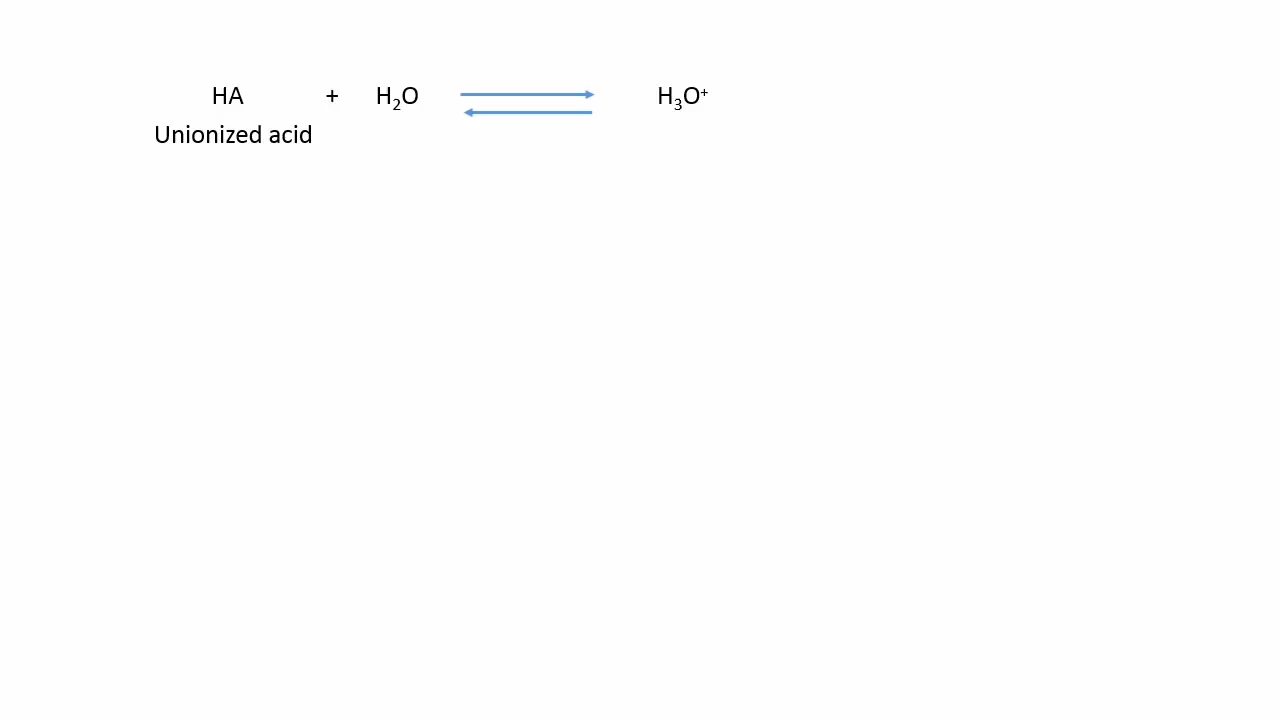 HA + H₂O H₃O⁺
Unionized acid